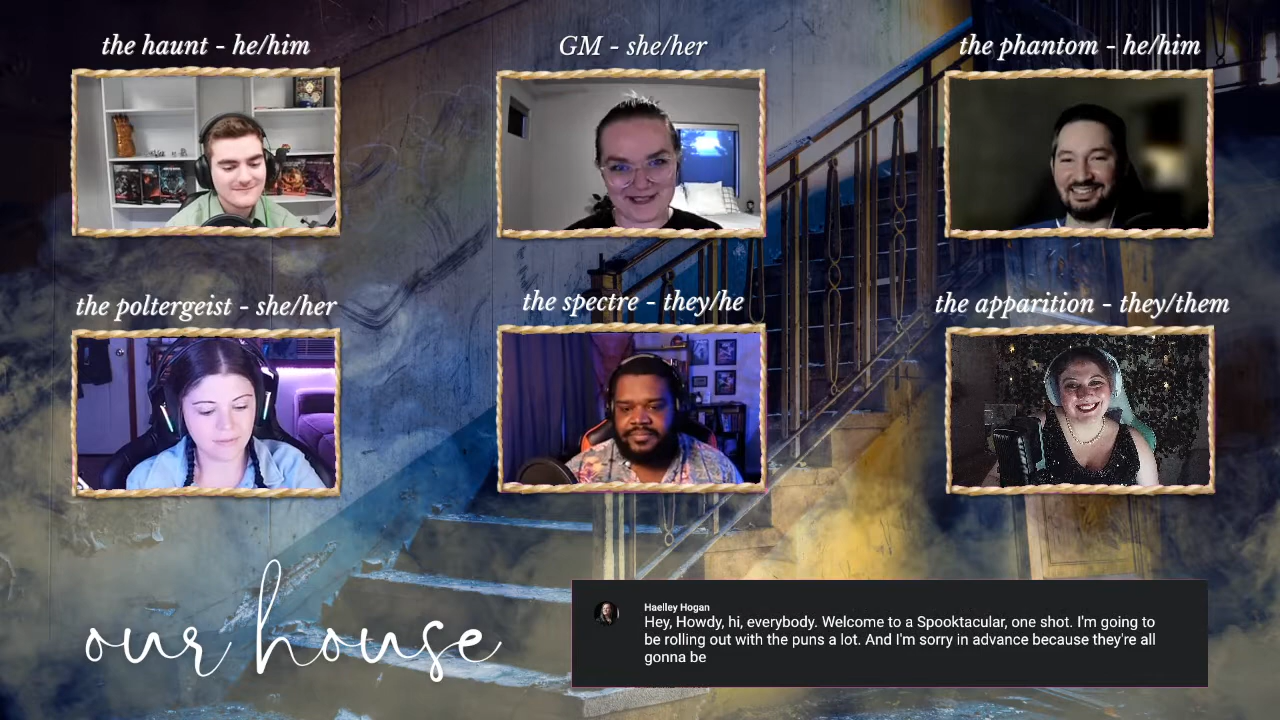 the haunt - he/him
GM - she/her
the phantom - he/him
the poltergeist - she/her
the spectre - they/he
the apparition - they/them
our house
Haelley Hogan
Hey, Howdy, hi, everybody. Welcome to a Spooktacular, one shot. I'm going to
be rolling out with the puns a lot. And I'm sorry in advance because they're all
gonna be